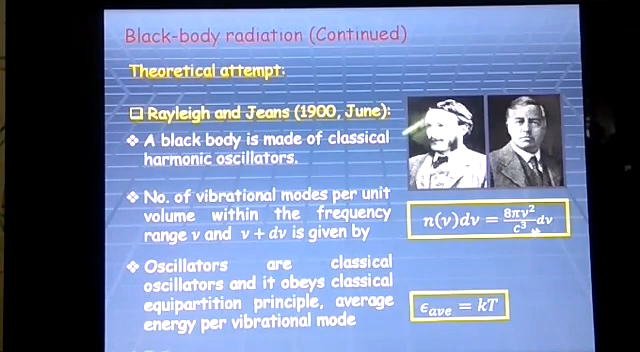 Black-body radiation (Continued)
Theoretical attempt:
❑ Rayleigh and Jeans (1900, June):
❖ A black body is made of classical
harmonic oscillators.
❖ No. of vibrational modes per unit
volume within the frequency
range ν and ν + dν is given by
n(ν)dν = 8πν²/c³ dν
❖ Oscillators are classical
oscillators and it obeys classical
equipartition principle, average
energy per vibrational mode
ϵave = kT